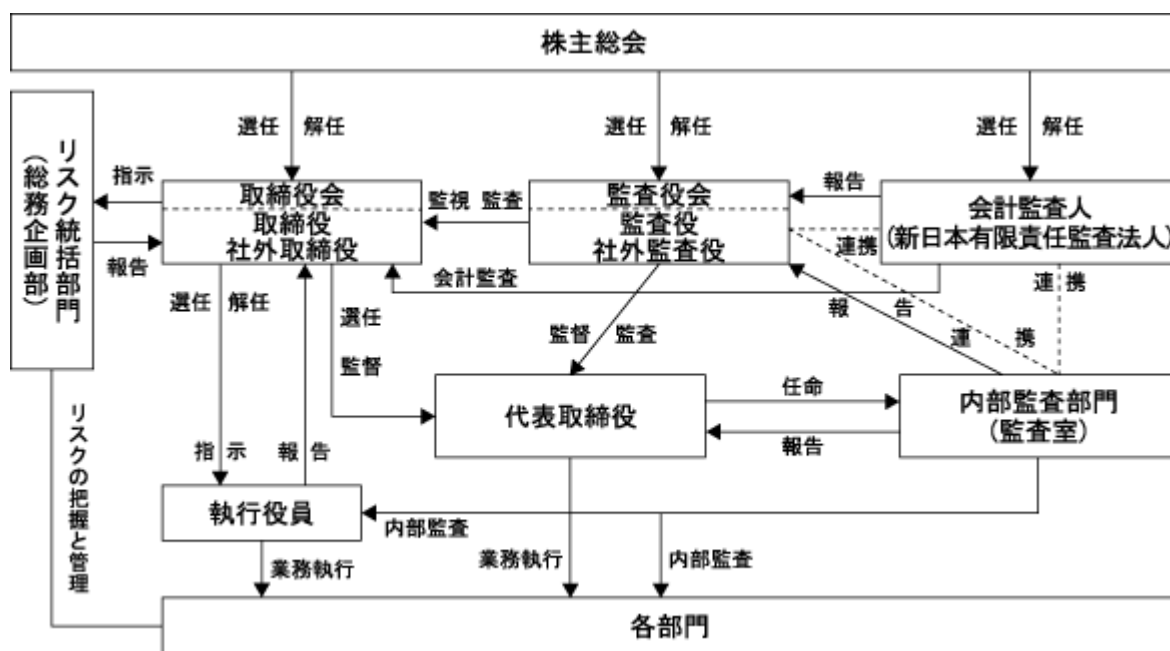 株主総会
選任 解任
選任 解任
選任 解任
リスク統括部門
（総務企画部）
指示
報告
取締役会
取締役
社外取締役
監視 監査
監査役会
監査役
社外監査役
報告
会計監査人
(新日本有限責任監査法人)
連携
会計監査
連携
報告
連携
選任 解任
選任
監督
監督 監査
代表取締役
任命
報告
内部監査部門
(監査室)
指示
報告
執行役員
内部監査
リスクの把握と管理
業務執行
業務執行
内部監査
各部門